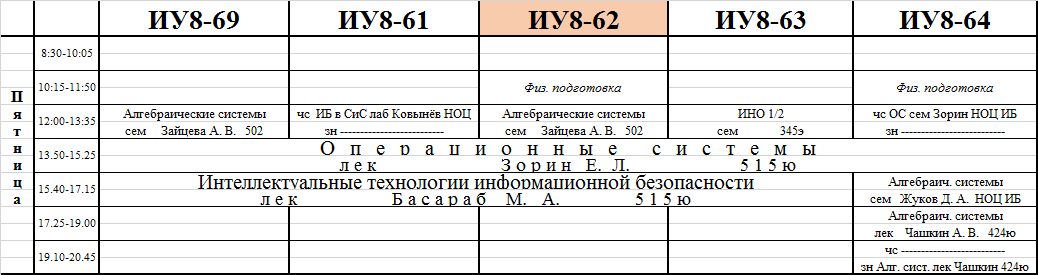 ИУ8-69 ИУ8-61 ИУ8-62 ИУ8-63 ИУ8-64
Пятница
8:30-10:05
10:15-11:50 Физ. подготовка Физ. подготовка
12:00-13:35 Алгебраические системы чс ИБ в СиС лаб Ковынёв НОЦ Алгебраические системы ИНО 1/2 чс ОС сем Зорин НОЦ ИБ
сем Зайцева А. В. 502 зн -------------------------- сем Зайцева А. В. 502 сем 345э зн --------------------------
13.50-15.25 Операционные системы
лек Зорин Е. Л. 515ю
15.40-17.15 Интеллектуальные технологии информационной безопасности Алгебраич. системы
лек Басараб М. А. 515ю сем Жуков Д. А. НОЦ ИБ
17.25-19.00 Алгебраич. системы
лек Чашкин А. В. 424ю
19.10-20.45 чс --------------------------
зн Алг. сист. лек Чашкин 424ю